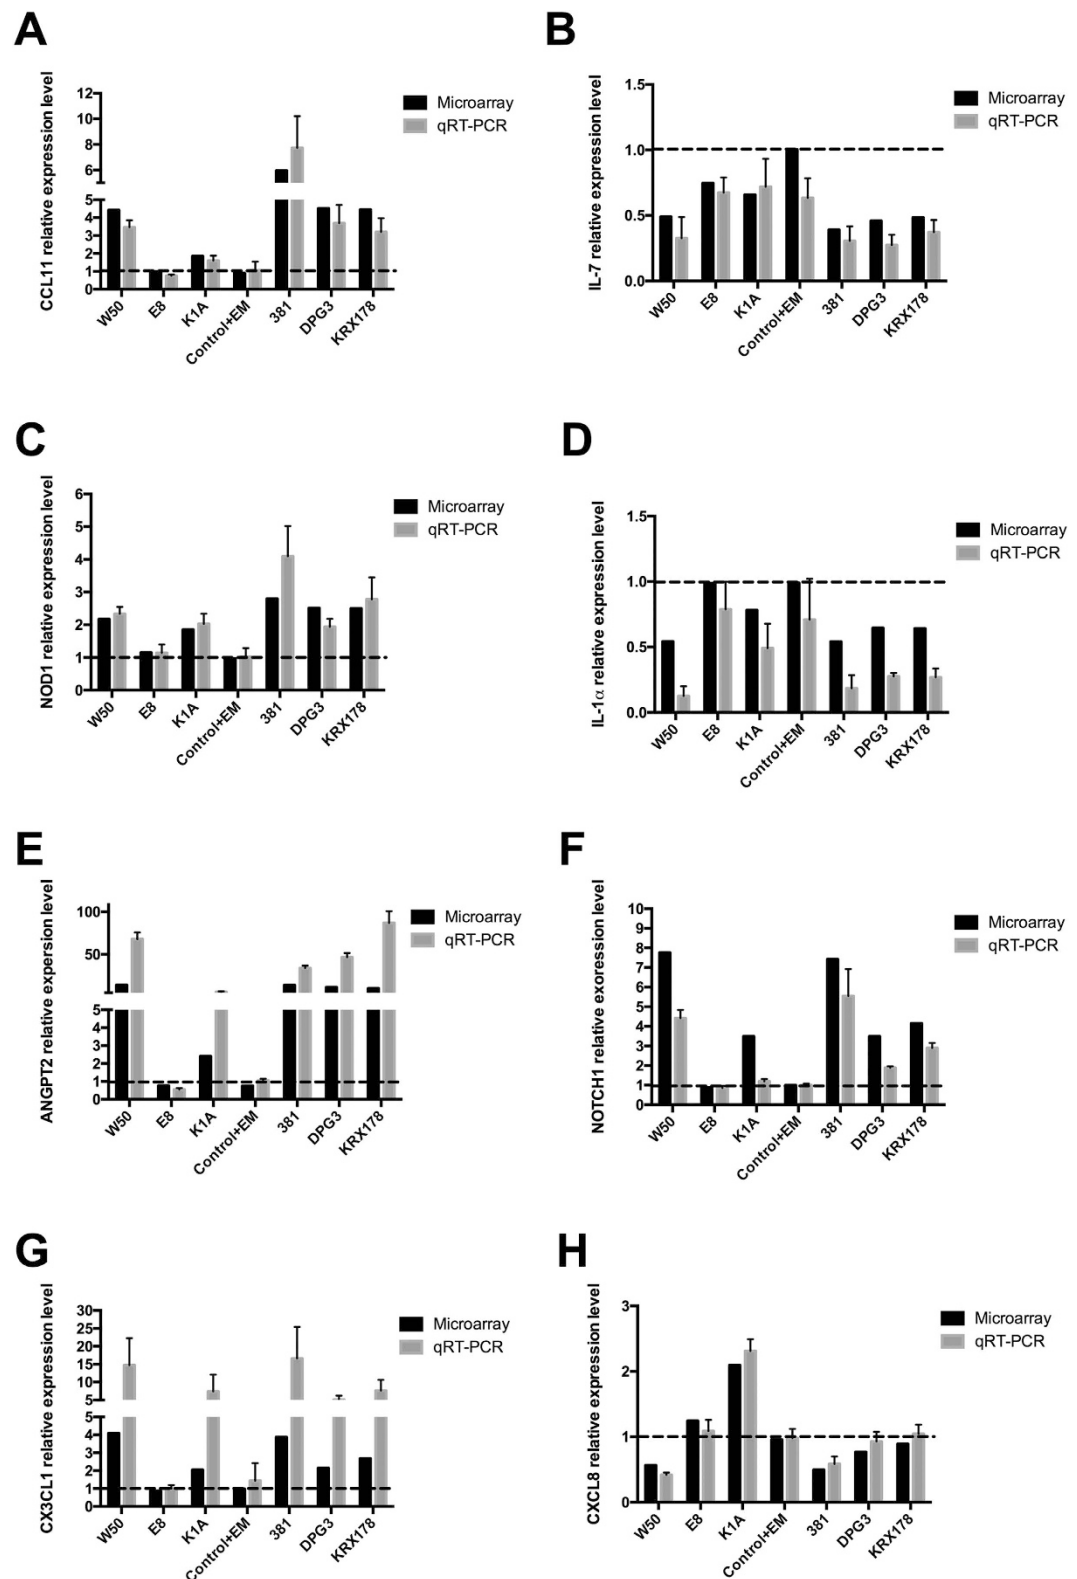 A
CCL11 relative expression level
12
10
8
6
5
4
3
2
1
0
W50
E8
K1A
Control+EM
381
DPG3
KRX178
Microarray
qRT-PCR
B
IL-7 relative expression level
1.5
1.0
0.5
0.0
W50
E8
K1A
Control+EM
381
DPG3
KRX178
Microarray
qRT-PCR
C
NOD1 relative expression level
6
5
4
3
2
1
0
W50
E8
K1A
Control+EM
381
DPG3
KRX178
Microarray
qRT-PCR
D
IL-1α relative expression level
1.5
1.0
0.5
0.0
W50
E8
K1A
Control+EM
381
DPG3
KRX178
Microarray
qRT-PCR
E
ANGPT2 relative expersion level
100
50
5
4
3
2
1
0
W50
E8
K1A
Control+EM
381
DPG3
KRX178
Microarray
qRT-PCR
F
NOTCH1 relative exoression level
10
9
8
7
6
5
4
3
2
1
0
W50
E8
K1A
Control+EM
381
DPG3
KRX178
Microarray
qRT-PCR
G
CX3CL1 relative expression level
30
25
20
15
10
5
5
4
3
2
1
0
W50
E8
K1A
Control+EM
381
DPG3
KRX178
Microarray
qRT-PCR
H
CXCL8 relative expression level
3
2
1
0
W50
E8
K1A
Control+EM
381
DPG3
KRX178
Microarray
qRT-PCR